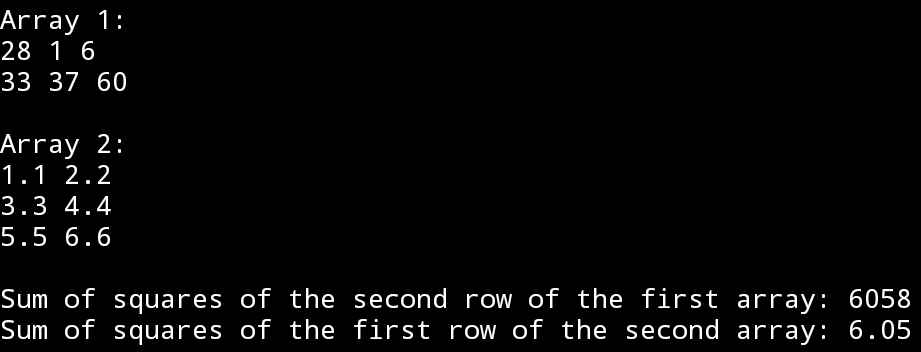 Array 1:
28 1 6
33 37 60
Array 2:
1.1 2.2
3.3 4.4
5.5 6.6
Sum of squares of the second row of the first array: 6058
Sum of squares of the first row of the second array: 6.05